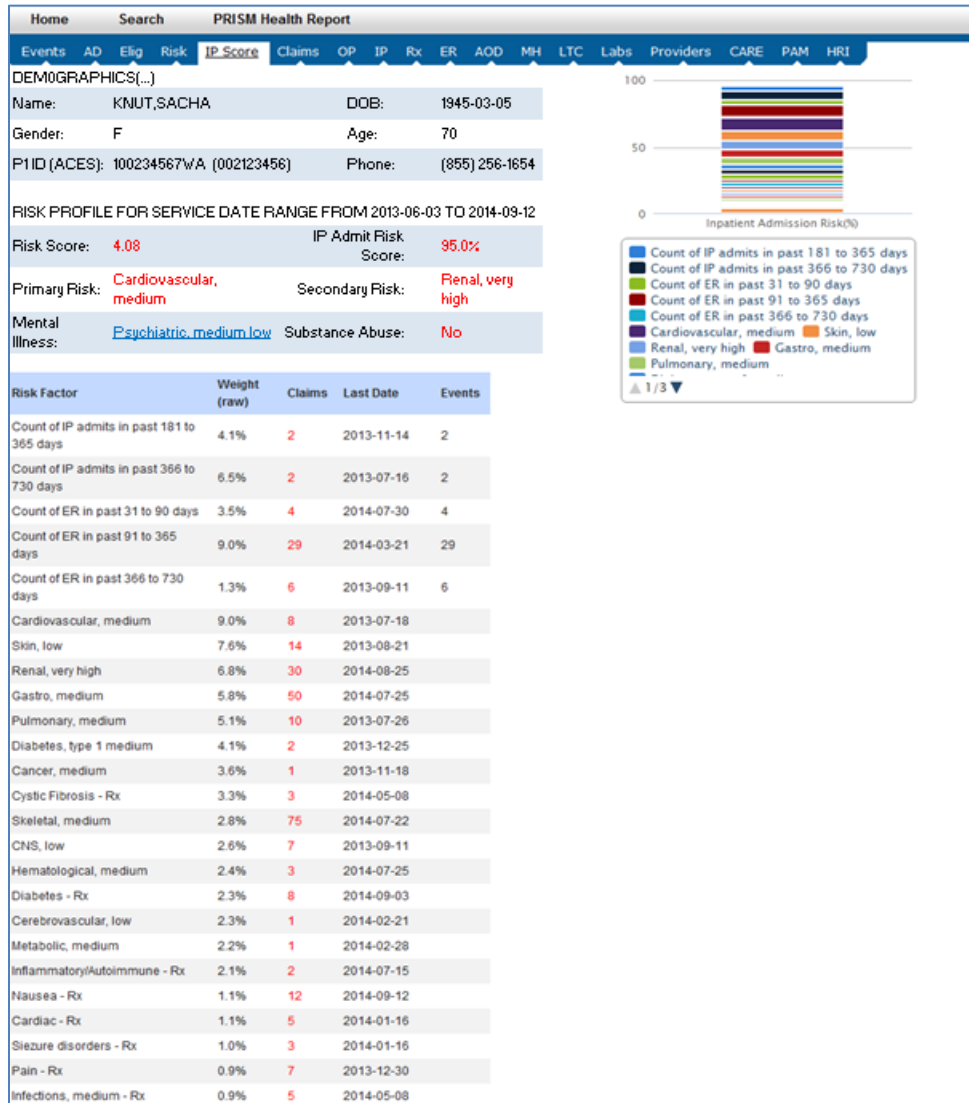 Home Search PRISM Health Report
Events AD Elig Risk IP Score Claims OP IP Rx ER AOD MH LTC Labs Providers CARE PAM HRI
DEM0GRAPHICS(...)
Name: KNUT,SACHA DOB: 1945-03-05
Gender: F Age: 70
P1ID (ACES): 100234567WA (002123456) Phone: (855) 256-1654
RISK PROFILE FOR SERVICE DATE RANGE FROM 2013-06-03 TO 2014-09-12
Risk Score: 4.08 IP Admit Risk Score: 95.0%
Primary Risk: Cardiovascular, medium Secondary Risk: Renal, very high
Mental Illness: Psychiatric, medium low Substance Abuse: No
100
50
0
Inpatient Admission Risk(%)
Count of IP admits in past 181 to 365 days
Count of IP admits in past 366 to 730 days
Count of ER in past 31 to 90 days
Count of ER in past 91 to 365 days
Count of ER in past 366 to 730 days
Cardiovascular, medium Skin, low
Renal, very high Gastro, medium
Pulmonary, medium
1/3
Risk Factor Weight (raw) Claims Last Date Events
Count of IP admits in past 181 to 365 days 4.1% 2 2013-11-14 2
Count of IP admits in past 366 to 730 days 6.5% 2 2013-07-16 2
Count of ER in past 31 to 90 days 3.5% 4 2014-07-30 4
Count of ER in past 91 to 365 days 9.0% 29 2014-03-21 29
Count of ER in past 366 to 730 days 1.3% 6 2013-09-11 6
Cardiovascular, medium 9.0% 8 2013-07-18
Skin, low 7.6% 14 2013-08-21
Renal, very high 6.8% 30 2014-08-25
Gastro, medium 5.8% 50 2014-07-25
Pulmonary, medium 5.1% 10 2013-07-26
Diabetes, type 1 medium 4.1% 2 2013-12-25
Cancer, medium 3.6% 1 2013-11-18
Cystic Fibrosis - Rx 3.3% 3 2014-05-08
Skeletal, medium 2.8% 75 2014-07-22
CNS, low 2.6% 7 2013-09-11
Hematological, medium 2.4% 3 2014-07-25
Diabetes - Rx 2.3% 8 2014-09-03
Cerebrovascular, low 2.3% 1 2014-02-21
Metabolic, medium 2.2% 1 2014-02-28
Inflammatory/Autoimmune - Rx 2.1% 2 2014-07-15
Nausea - Rx 1.1% 12 2014-09-12
Cardiac - Rx 1.1% 5 2014-01-16
Siezure disorders - Rx 1.0% 3 2014-01-16
Pain - Rx 0.9% 7 2013-12-30
Infections, medium - Rx 0.9% 5 2014-05-08